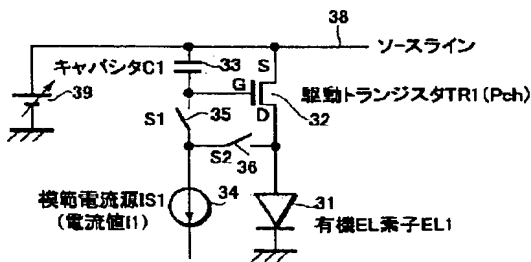 38
ソースライン
キャパシタC1
33
S
G
39
駆動トランジスタTR1(Pch)
32
S1
35
D
S2
36
模範電流源IS1
(電流値I1)
34
31
有機EL素子EL1